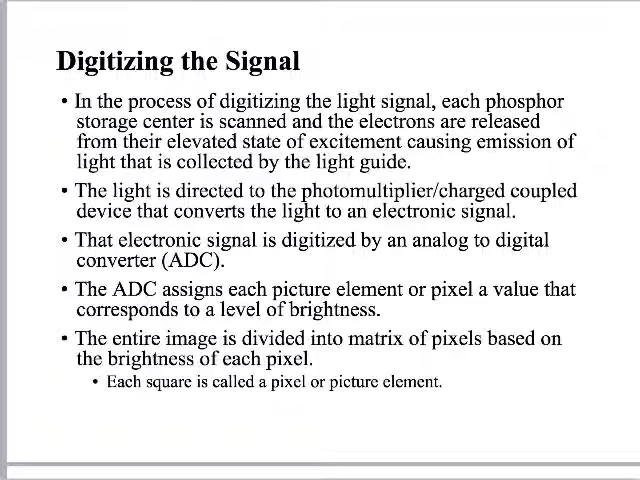 Digitizing the Signal
• In the process of digitizing the light signal, each phosphor
storage center is scanned and the electrons are released
from their elevated state of excitement causing emission of
light that is collected by the light guide.
• The light is directed to the photomultiplier/charged coupled
device that converts the light to an electronic signal.
• That electronic signal is digitized by an analog to digital
converter (ADC).
• The ADC assigns each picture element or pixel a value that
corresponds to a level of brightness.
• The entire image is divided into matrix of pixels based on
the brightness of each pixel.
• Each square is called a pixel or picture element.